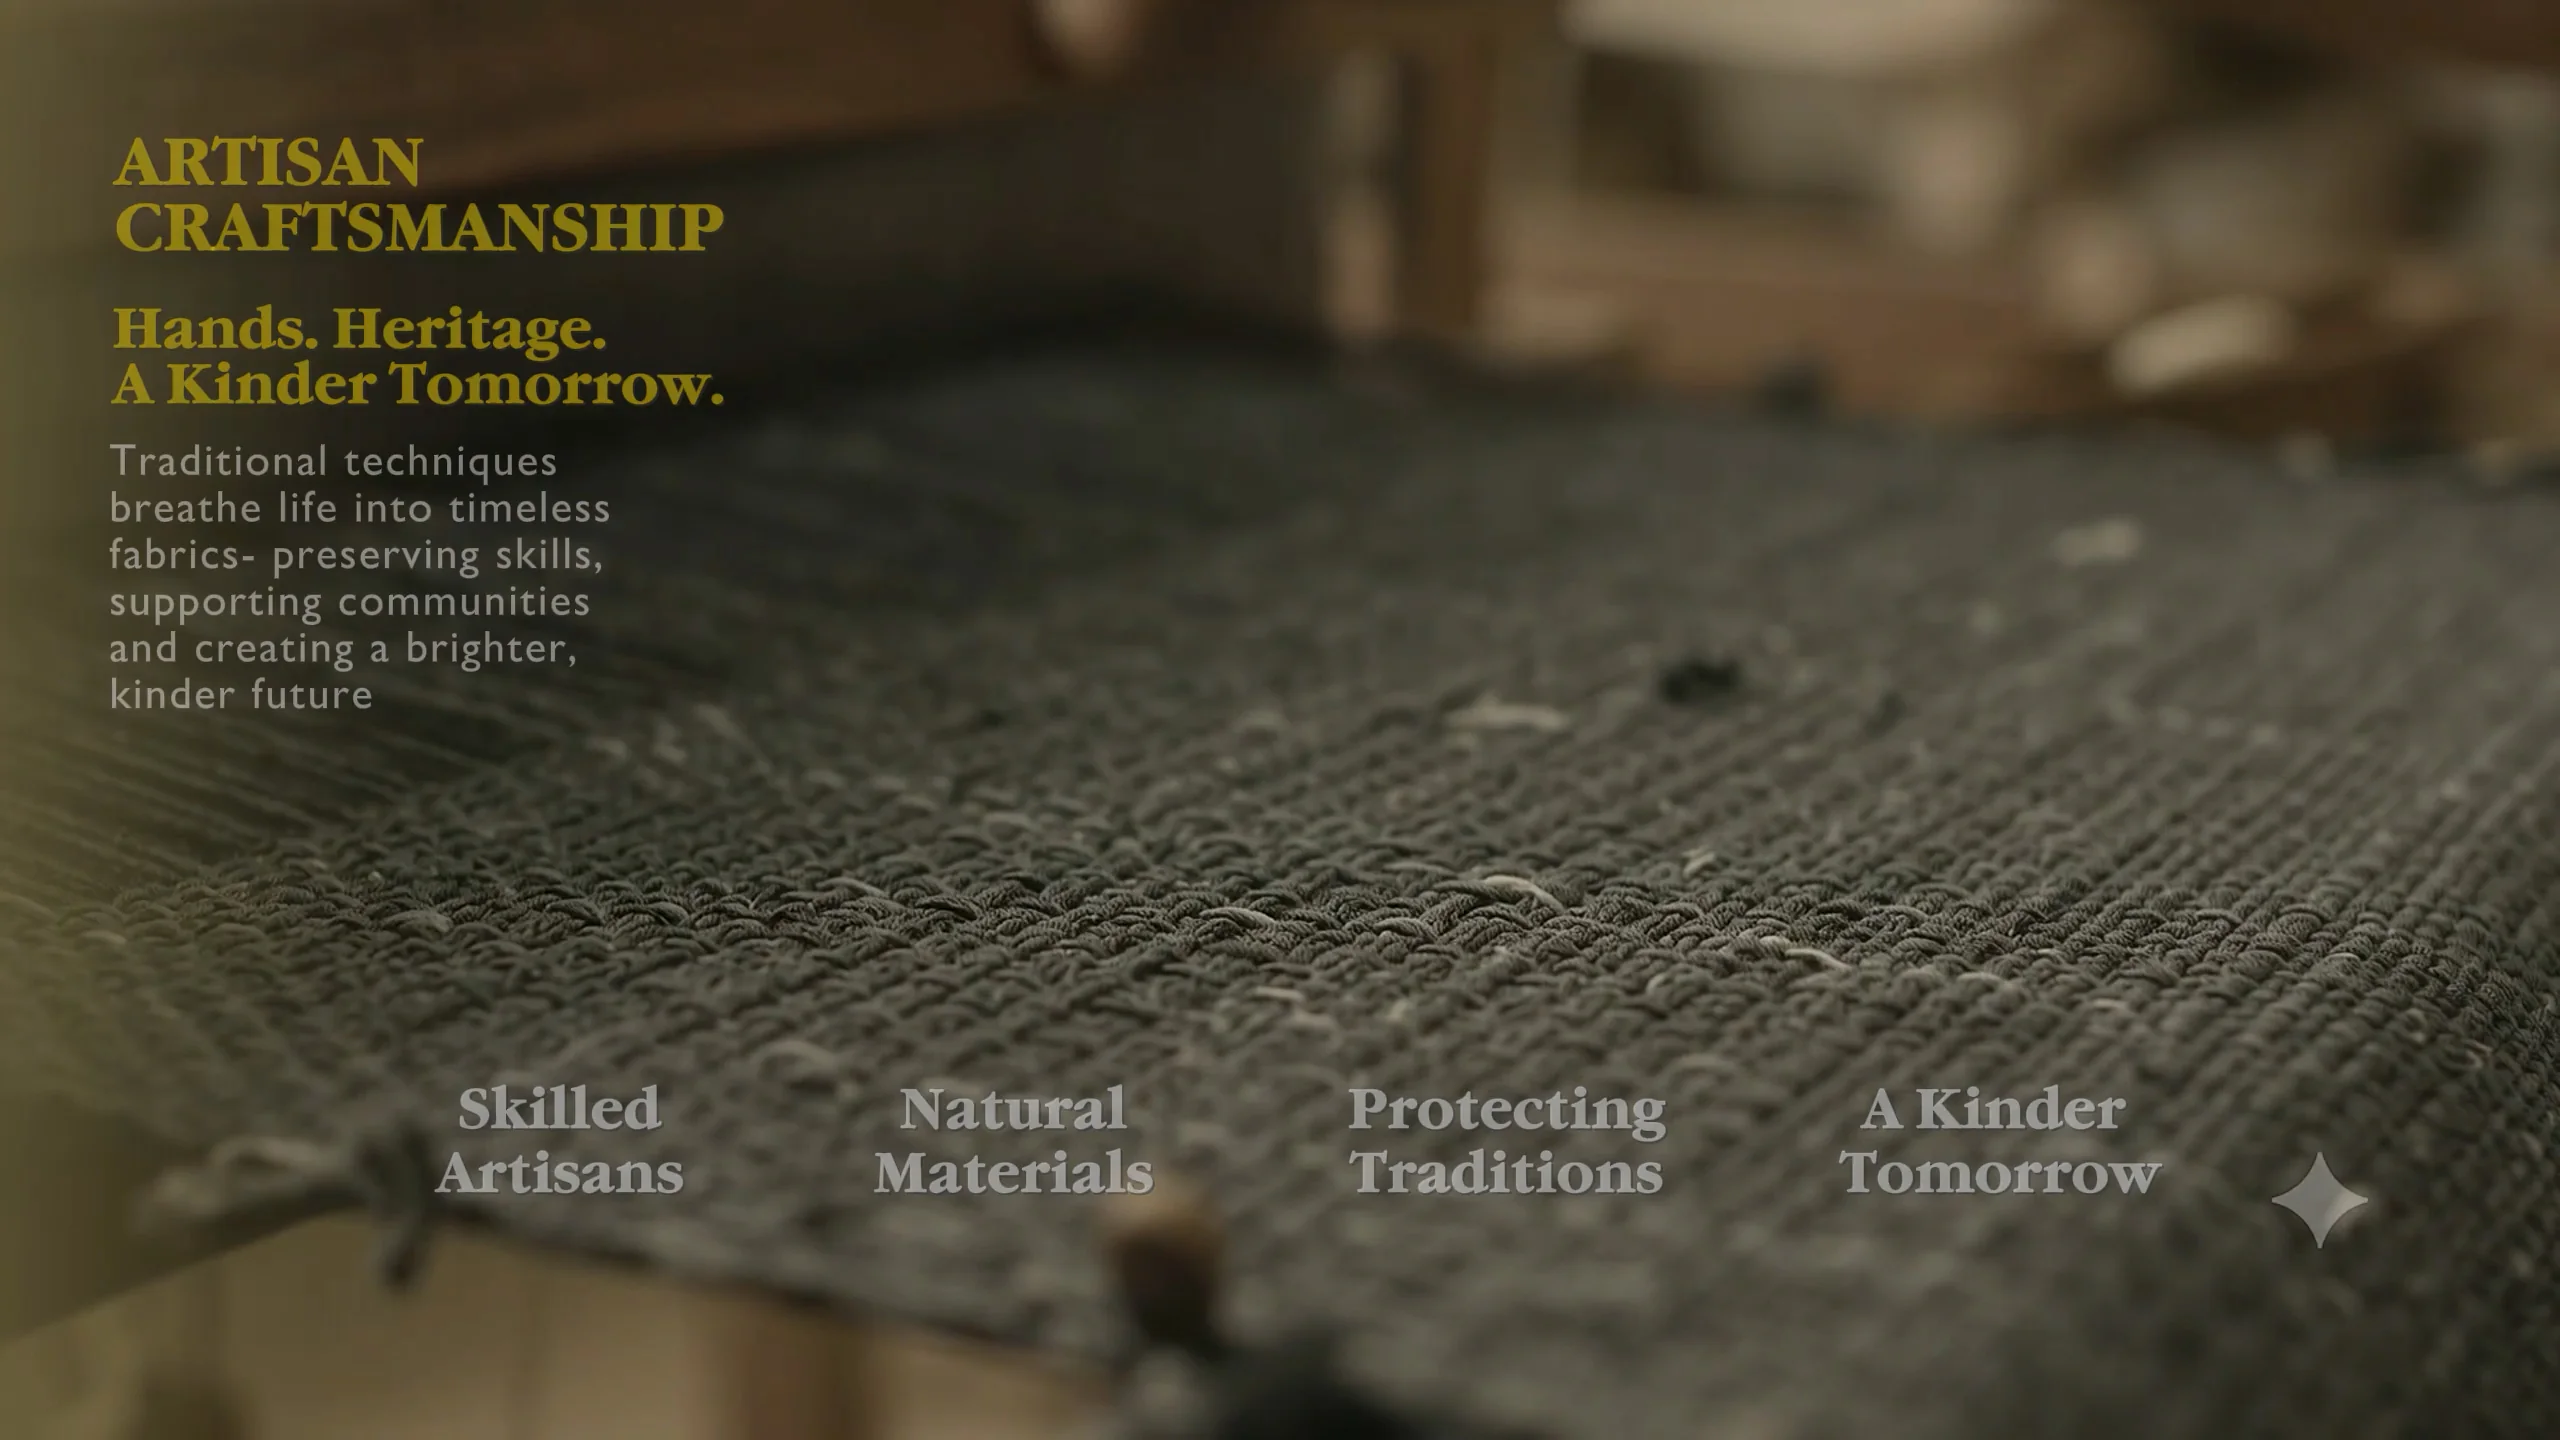 ARTISAN
CRAFTSMANSHIP
Hands. Heritage.
A Kinder Tomorrow.
Traditional techniques
breathe life into timeless
fabrics- preserving skills,
supporting communities
and creating a brighter,
kinder future
Skilled
Artisans
Natural
Materials
Protecting
Traditions
A Kinder
Tomorrow